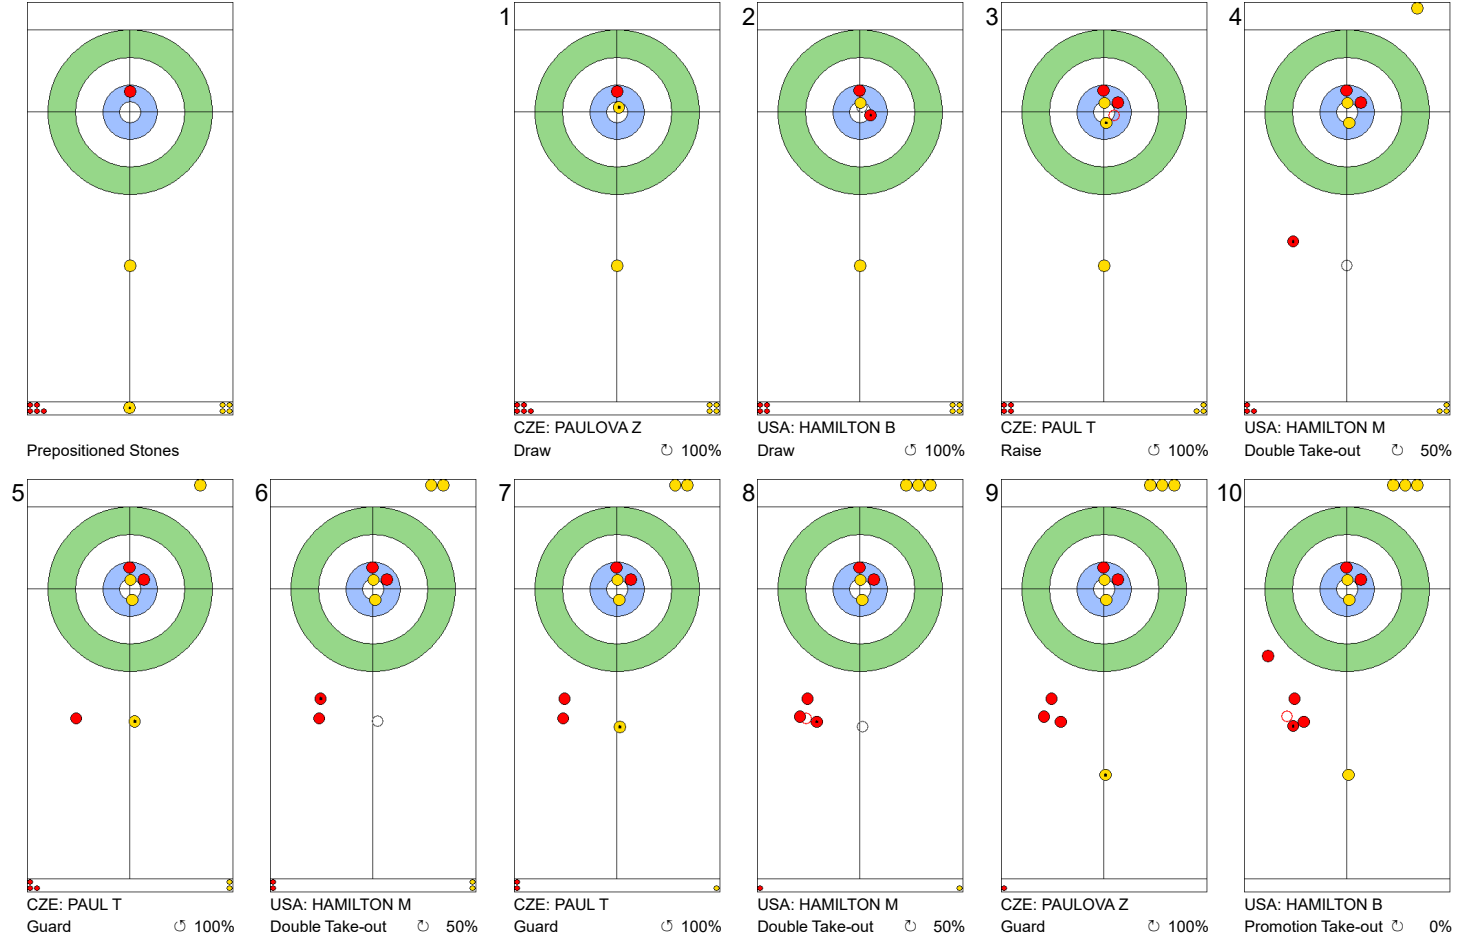 Prepositioned Stones
1
CZE: PAULOVA Z
Draw ↻ 100%
2
USA: HAMILTON B
Draw ↺ 100%
3
CZE: PAUL T
Raise ↺ 100%
4
USA: HAMILTON M
Double Take-out ↻ 50%
5
CZE: PAUL T
Guard ↺ 100%
6
USA: HAMILTON M
Double Take-out ↻ 50%
7
CZE: PAUL T
Guard ↺ 100%
8
USA: HAMILTON M
Double Take-out ↻ 50%
9
CZE: PAULOVA Z
Guard ↻ 100%
10
USA: HAMILTON B
Promotion Take-out ↻ 0%